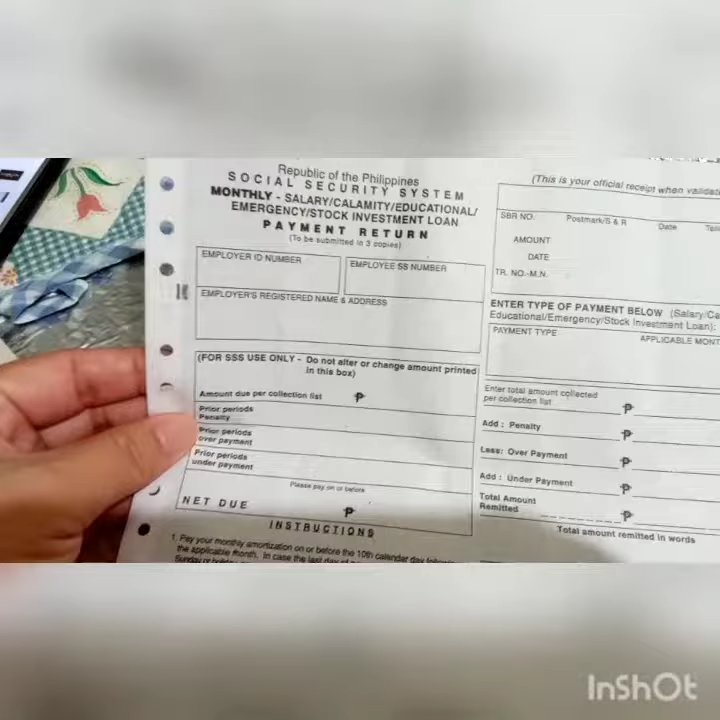 Republic of the Philippines
SOCIAL SECURITY SYSTEM
MONTHLY - SALARY/CALAMITY/EDUCATIONAL/
EMERGENCY/STOCK INVESTMENT LOAN
PAYMENT RETURN
(To be submitted in 3 copies)
EMPLOYER ID NUMBER
EMPLOYEE SS NUMBER
EMPLOYER'S REGISTERED NAME & ADDRESS
(FOR SSS USE ONLY - Do not alter or change amount printed
in this box)
Amount due per collection list ₱
Prior periods
Penalty
Prior periods
over payment
Prior periods
under payment
Please pay on or before
NET DUE ₱
INSTRUCTIONS
1. Pay your monthly amortization on or before the 10th calendar day
the applicable month. In case the last day of
Sunday or
(This is your official receipt when
SBR NO. Postmark/S & R Date
AMOUNT
DATE
TR. NO.-M.N.
ENTER TYPE OF PAYMENT BELOW (Salary/
Educational/Emergency/Stock Investment Loan):
PAYMENT TYPE APPLICABLE
Enter total amount collected
per collection list ₱
Add : Penalty ₱
Less: Over Payment ₱
Add : Under Payment ₱
Total Amount
Remitted ₱
Total amount remitted in words
InShOt